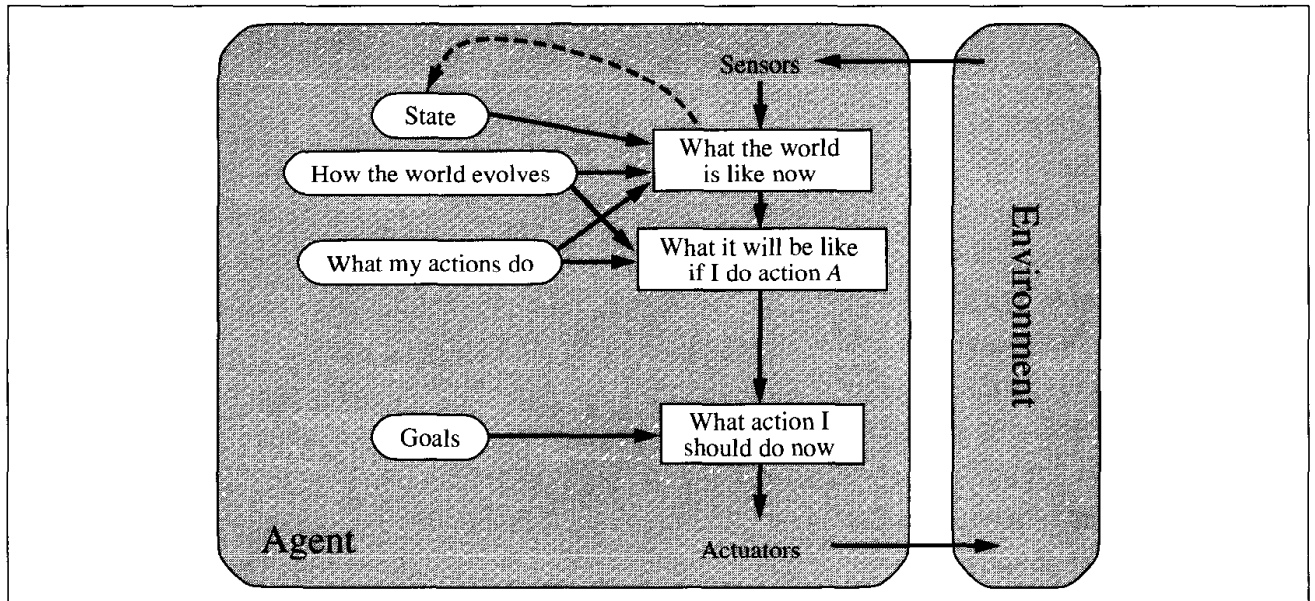 Sensors
State
What the world
is like now
How the world evolves
What it will be like
if I do action A
What my actions do
Environment
What action I
should do now
Goals
Agent
Actuators